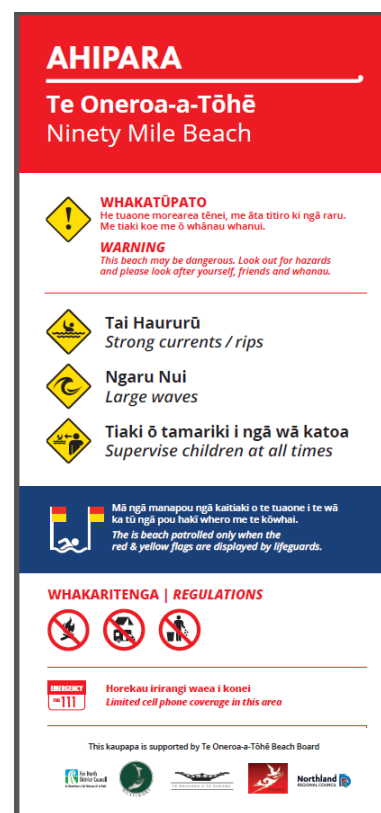 AHIPARA
Te Oneroa-a-Tōhē
Ninety Mile Beach
WHAKATŪPATO
He tuaone morearea tēnei, me āta titiro ki ngā raru.
Me tiaki koe me ō whānau whanui.
WARNING
This beach may be dangerous. Look out for hazards
and please look after yourself, friends and whanau.
Tai Haururū
Strong currents / rips
Ngaru Nui
Large waves
Tiaki ō tamariki i ngā wā katoa
Supervise children at all times
Mā ngā manapou ngā kaitiaki o te tuaone i te wā
ka tū ngā pou hakī whero me te kōwhai.
The is beach patrolled only when the
red & yellow flags are displayed by lifeguards.
WHAKARITENGA | REGULATIONS
EMERGENCY
111
Horekau irirangi waea i konei
Limited cell phone coverage in this area
This kaupapa is supported by Te Oneroa-a-Tōhē Beach Board
Far North
District Council
Northland
REGIONAL COUNCIL